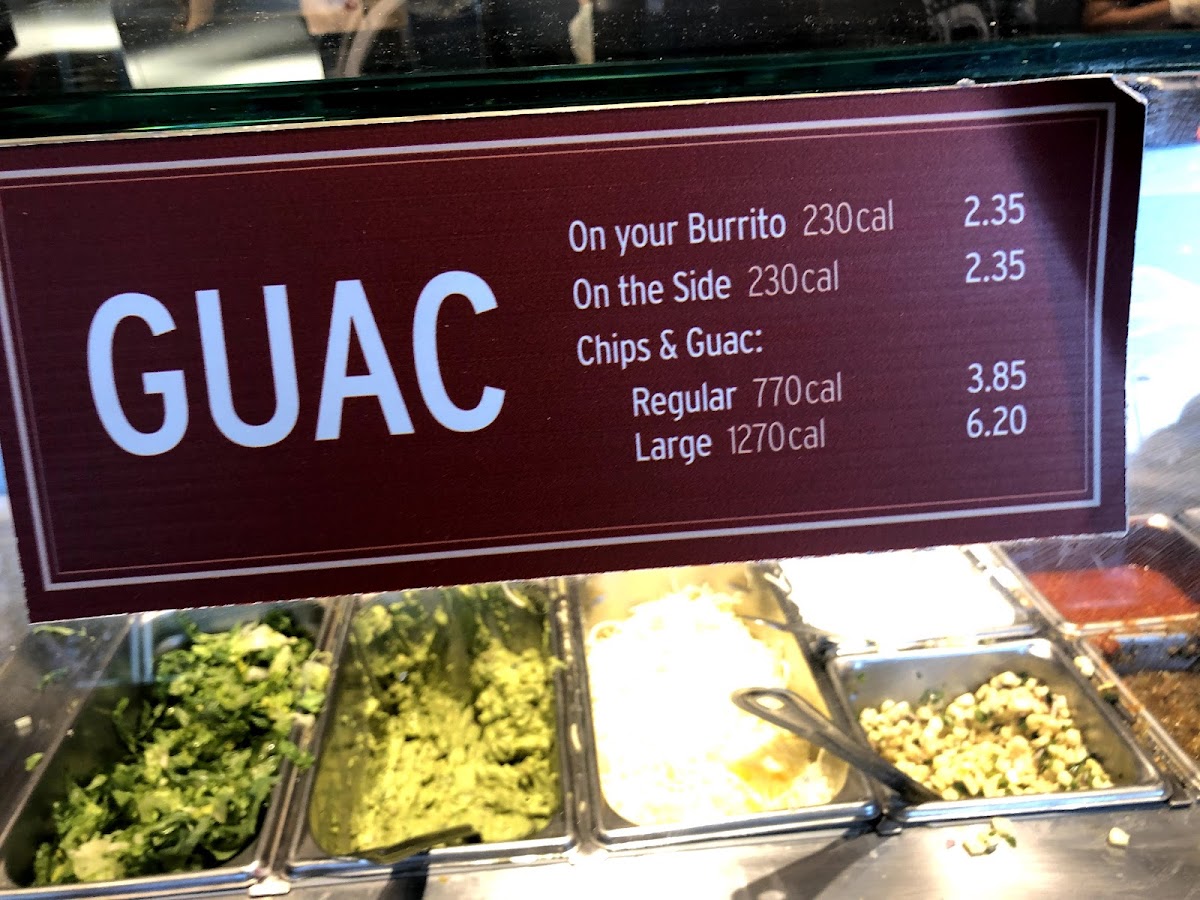 GUAC
On your Burrito 230cal 2.35
On the Side 230cal 2.35
Chips & Guac:
Regular 770cal 3.85
Large 1270cal 6.20